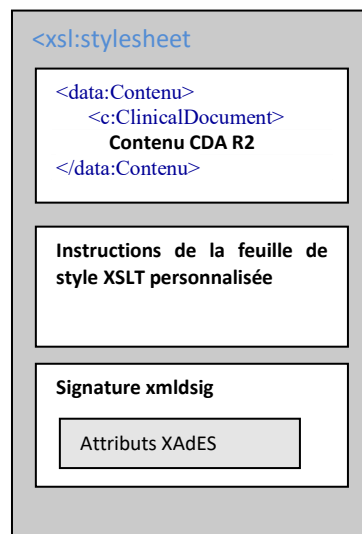 <xsl:stylesheet
<data:Contenu>
<c:ClinicalDocument>
Contenu CDA R2
</data:Contenu>
Instructions de la feuille de
style XSLT personnalisée
Signature xmldsig
Attributs XAdES